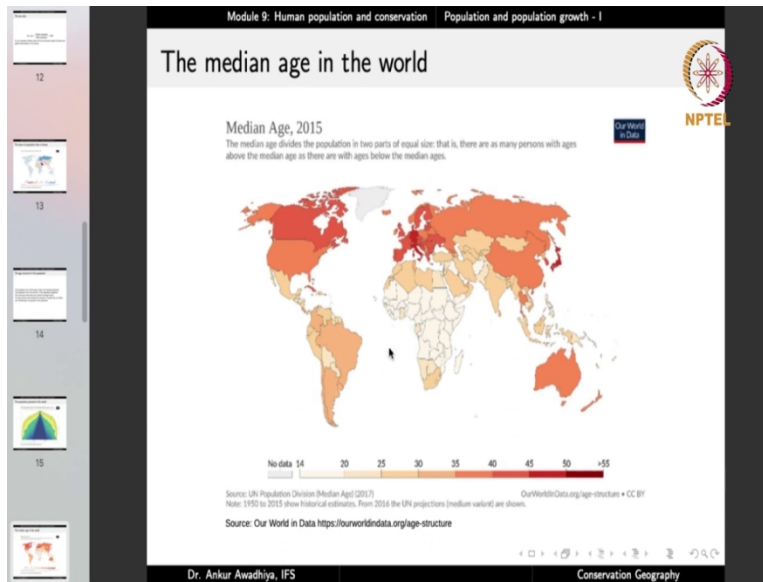 Module 9: Human population and conservation Population and population growth - I
The median age in the world
NPTEL
Median Age, 2015
The median age divides the population in two parts of equal size: that is, there are as many persons with ages
above the median age as there are with ages below the median ages.
Our World
in Data
No data 14 20 25 30 35 40 45 50 >55
Source: UN Population Division (Median Age) (2017)
OurWorldInData.org/age-structure • CC BY
Note: 1950 to 2015 show historical estimates. From 2016 the UN projections (medium variant) are shown.
Source: Our World in Data https://ourworldindata.org/age-structure
Dr. Ankur Awadhiya, IFS Conservation Geography
12
13
14
15